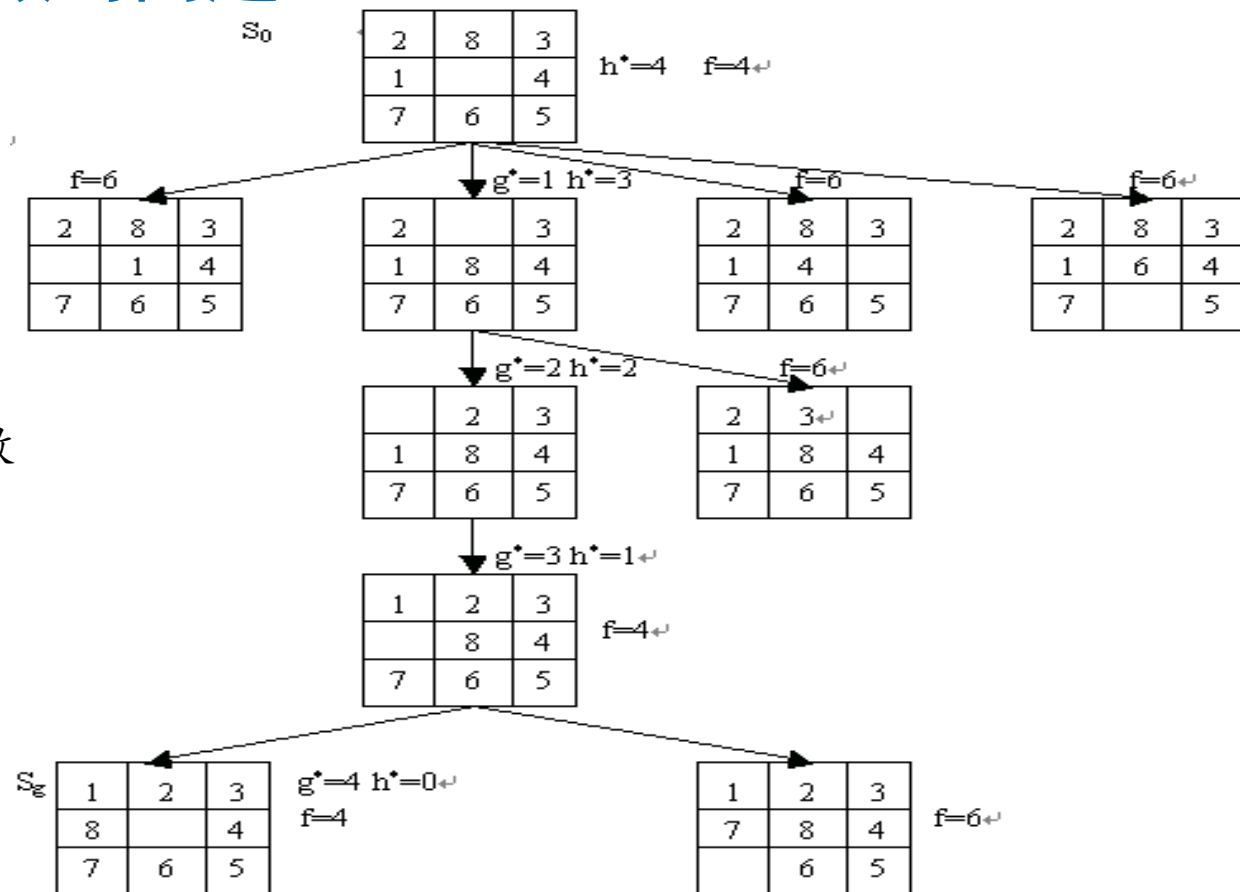 S₀
2 8 3
1 4
7 6 5
h*=4 f=4↵
f=6
g*=1 h*=3
f=6
f=6↵
2 8 3
1 4
7 6 5
2 3
1 8 4
7 6 5
2 8 3
1 4
7 6 5
2 8 3
1 6 4
7 5
g*=2 h*=2
f=6↵
数
2 3
1 8 4
7 6 5
2 3↵
1 8 4
7 6 5
g*=3 h*=1↵
1 2 3
8 4
7 6 5
f=4↵
Sg
1 2 3
8 4
7 6 5
g*=4 h*=0↵
f=4
1 2 3
7 8 4
6 5
f=6↵